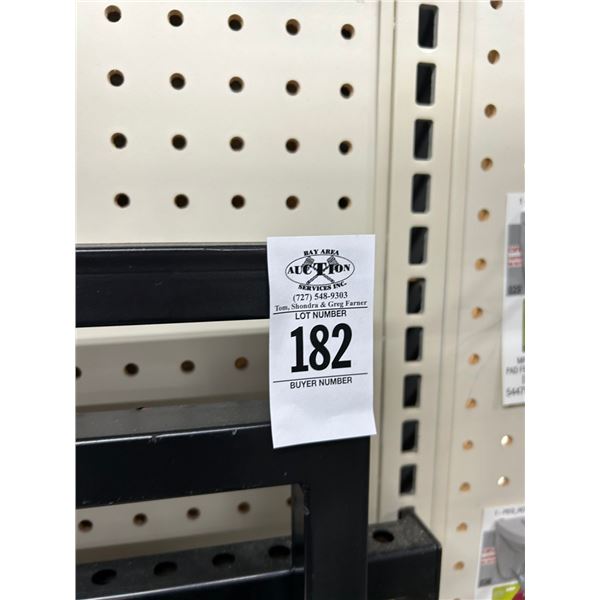 BAY AREA
AUCTION
SERVICES INC.
(727) 548-9303
Tom, Shondra & Greg Farner
LOT NUMBER
182
BUYER NUMBER